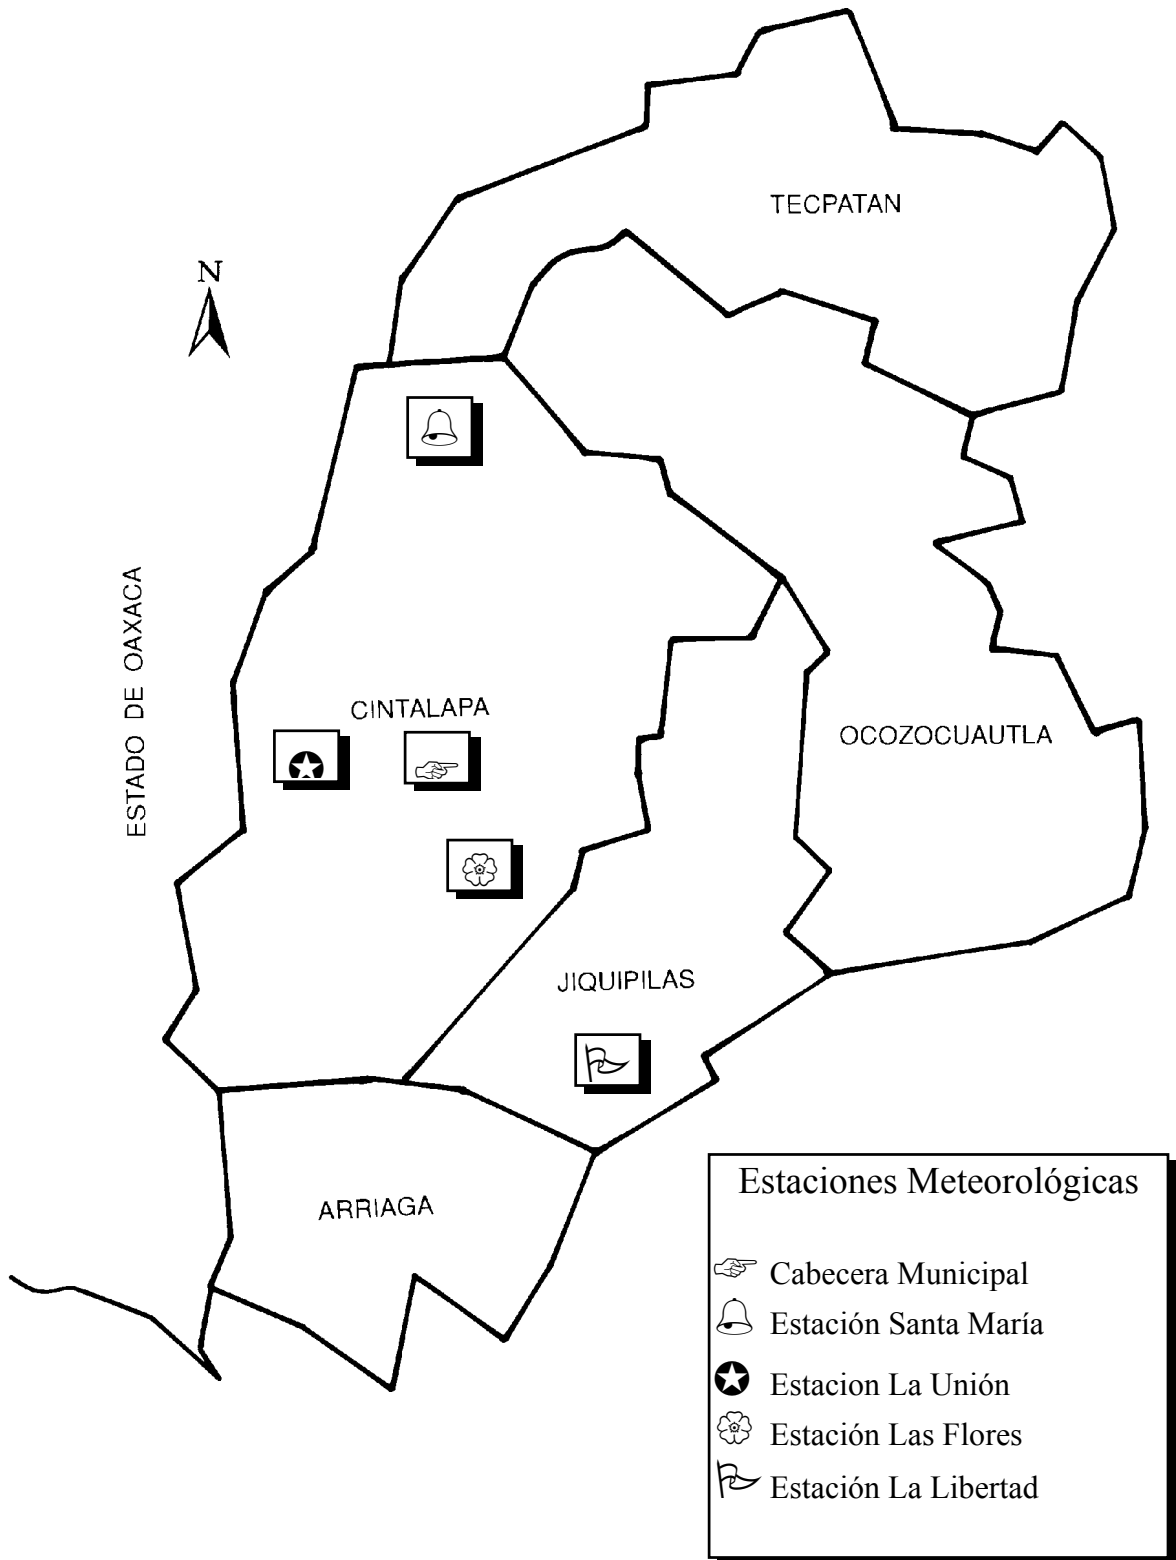 TECPATAN
N
ESTADO DE OAXACA
CINTALAPA
OCOZOCUAUTLA
JIQUIPILAS
ARRIAGA
Estaciones Meteorológicas
Cabecera Municipal
Estación Santa María
Estacion La Unión
Estación Las Flores
Estación La Libertad